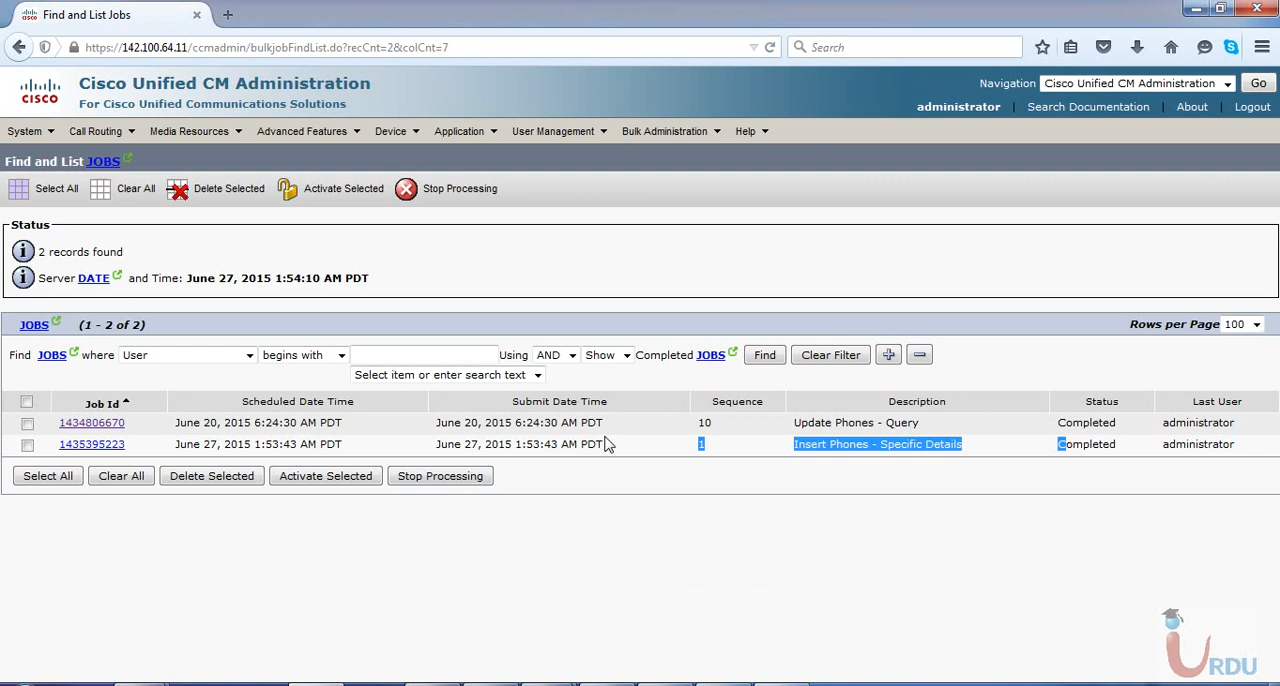 Find and List Jobs
https://142.100.64.11/ccmadmin/bulkjobFindList.do?recCnt=2&colCnt=7
Search
CISCO
Cisco Unified CM Administration
For Cisco Unified Communications Solutions
Navigation Cisco Unified CM Administration Go
administrator | Search Documentation | About | Logout
System Call Routing Media Resources Advanced Features Device Application User Management Bulk Administration Help
Find and List JOBS
Select All Clear All Delete Selected Activate Selected Stop Processing
Status
2 records found
Server DATE and Time: June 27, 2015 1:54:10 AM PDT
JOBS (1 - 2 of 2) Rows per Page 100
Find JOBS where User begins with Using AND Show Completed JOBS Find Clear Filter
Select item or enter search text
Job Id Scheduled Date Time Submit Date Time Sequence Description Status Last User
1434806670 June 20, 2015 6:24:30 AM PDT June 20, 2015 6:24:30 AM PDT 10 Update Phones - Query Completed administrator
1435395223 June 27, 2015 1:53:43 AM PDT June 27, 2015 1:53:43 AM PDT 1 Insert Phones - Specific Details Completed administrator
Select All Clear All Delete Selected Activate Selected Stop Processing
URDU